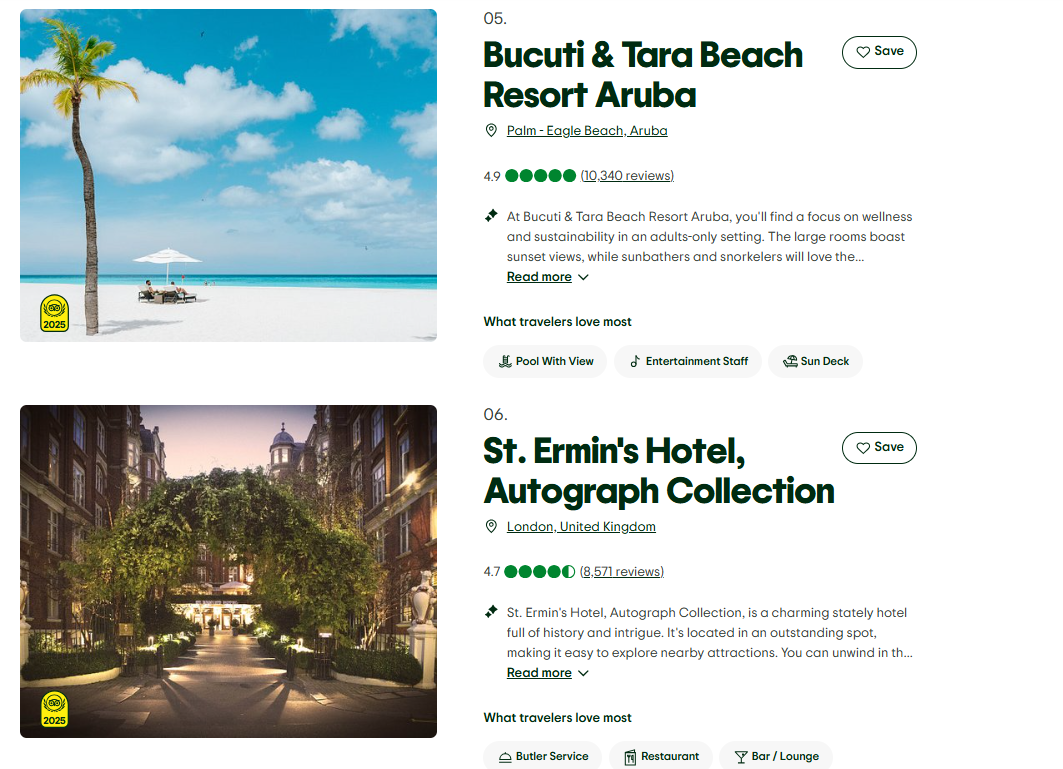 05.
Bucuti & Tara Beach
Resort Aruba
Save
Palm - Eagle Beach, Aruba
4.9 (10,340 reviews)
At Bucuti & Tara Beach Resort Aruba, you'll find a focus on wellness
and sustainability in an adults-only setting. The large rooms boast
sunset views, while sunbathers and snorkelers will love the...
Read more
What travelers love most
Pool With View Entertainment Staff Sun Deck
2025
06.
St. Ermin's Hotel,
Autograph Collection
Save
London, United Kingdom
4.7 (8,571 reviews)
St. Ermin's Hotel, Autograph Collection, is a charming stately hotel
full of history and intrigue. It's located in an outstanding spot,
making it easy to explore nearby attractions. You can unwind in th...
Read more
What travelers love most
Butler Service Restaurant Bar / Lounge
2025